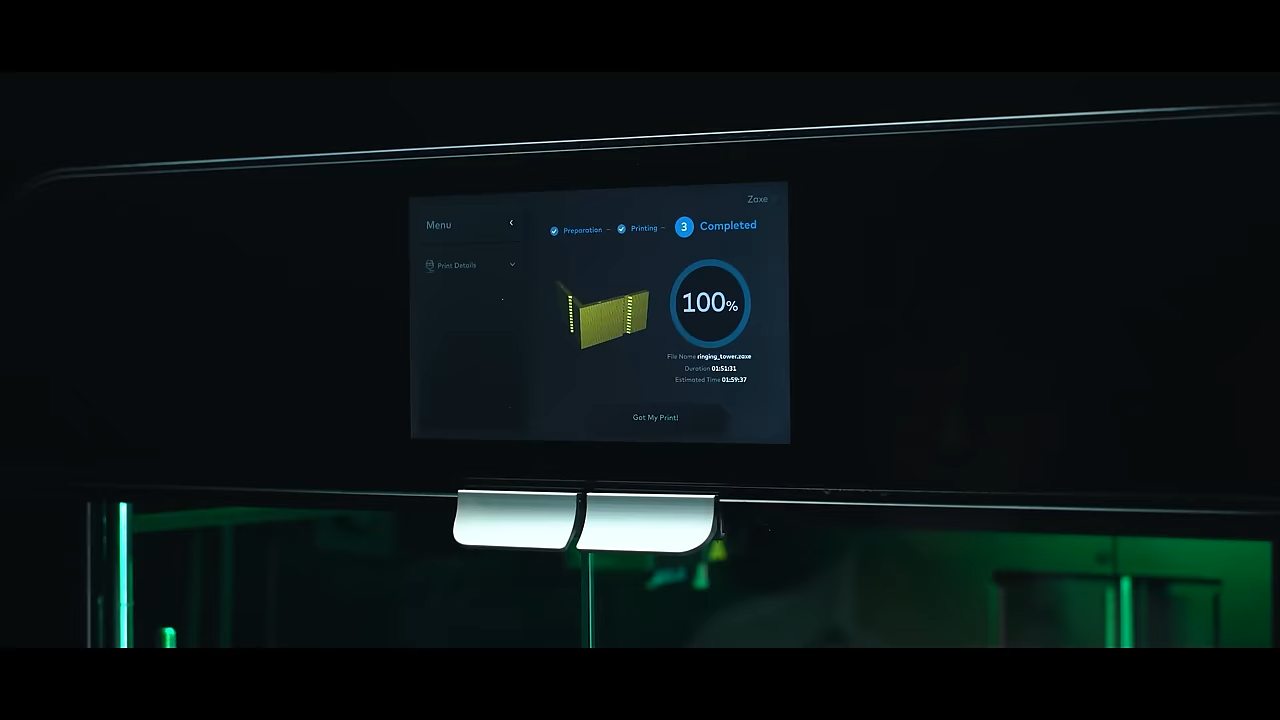 Zaxe
Menu
Print Details
Preparation
Printing
3 Completed
100%
File Name ringing_tower.zaxe
Duration 01:51:31
Estimated Time 01:59:37
Got My Print!